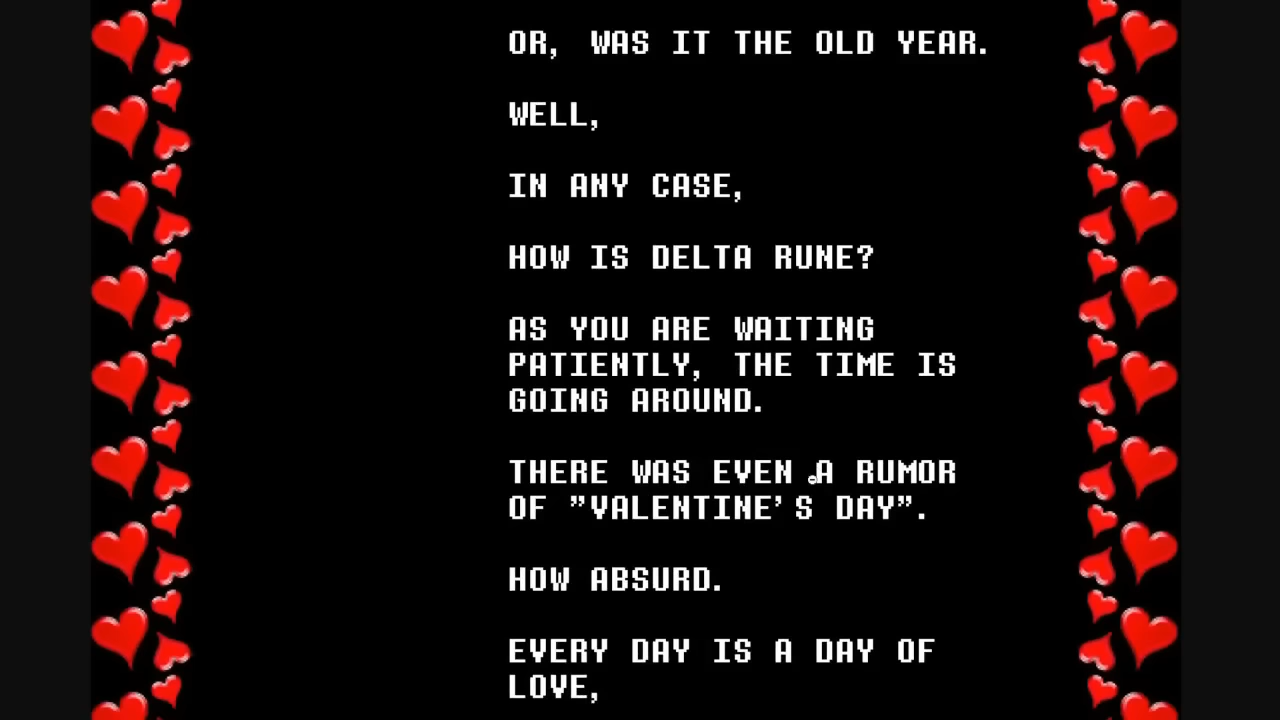 OR, WAS IT THE OLD YEAR.
WELL,
IN ANY CASE,
HOW IS DELTA RUNE?
AS YOU ARE WAITING
PATIENTLY, THE TIME IS
GOING AROUND.
THERE WAS EVEN A RUMOR
OF "VALENTINE'S DAY".
HOW ABSURD.
EVERY DAY IS A DAY OF
LOVE,